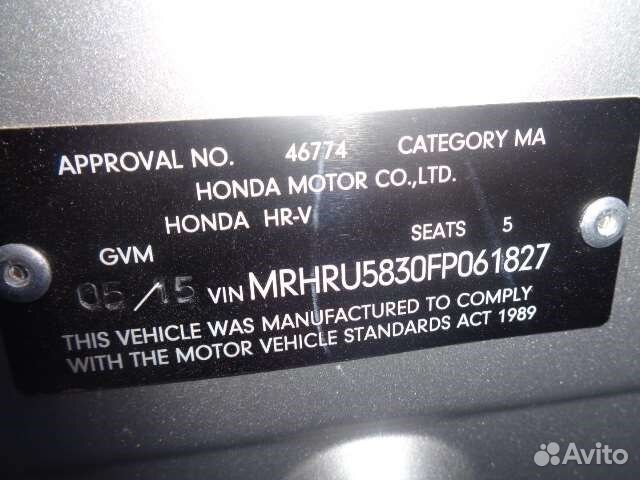 APPROVAL NO. 46774 CATEGORY MA
HONDA MOTOR CO.,LTD.
HONDA HR-V
GVM SEATS 5
05/15 VIN MRHRU5830FP061827
THIS VEHICLE WAS MANUFACTURED TO COMPLY
WITH THE MOTOR VEHICLE STANDARDS ACT 1989
Avito